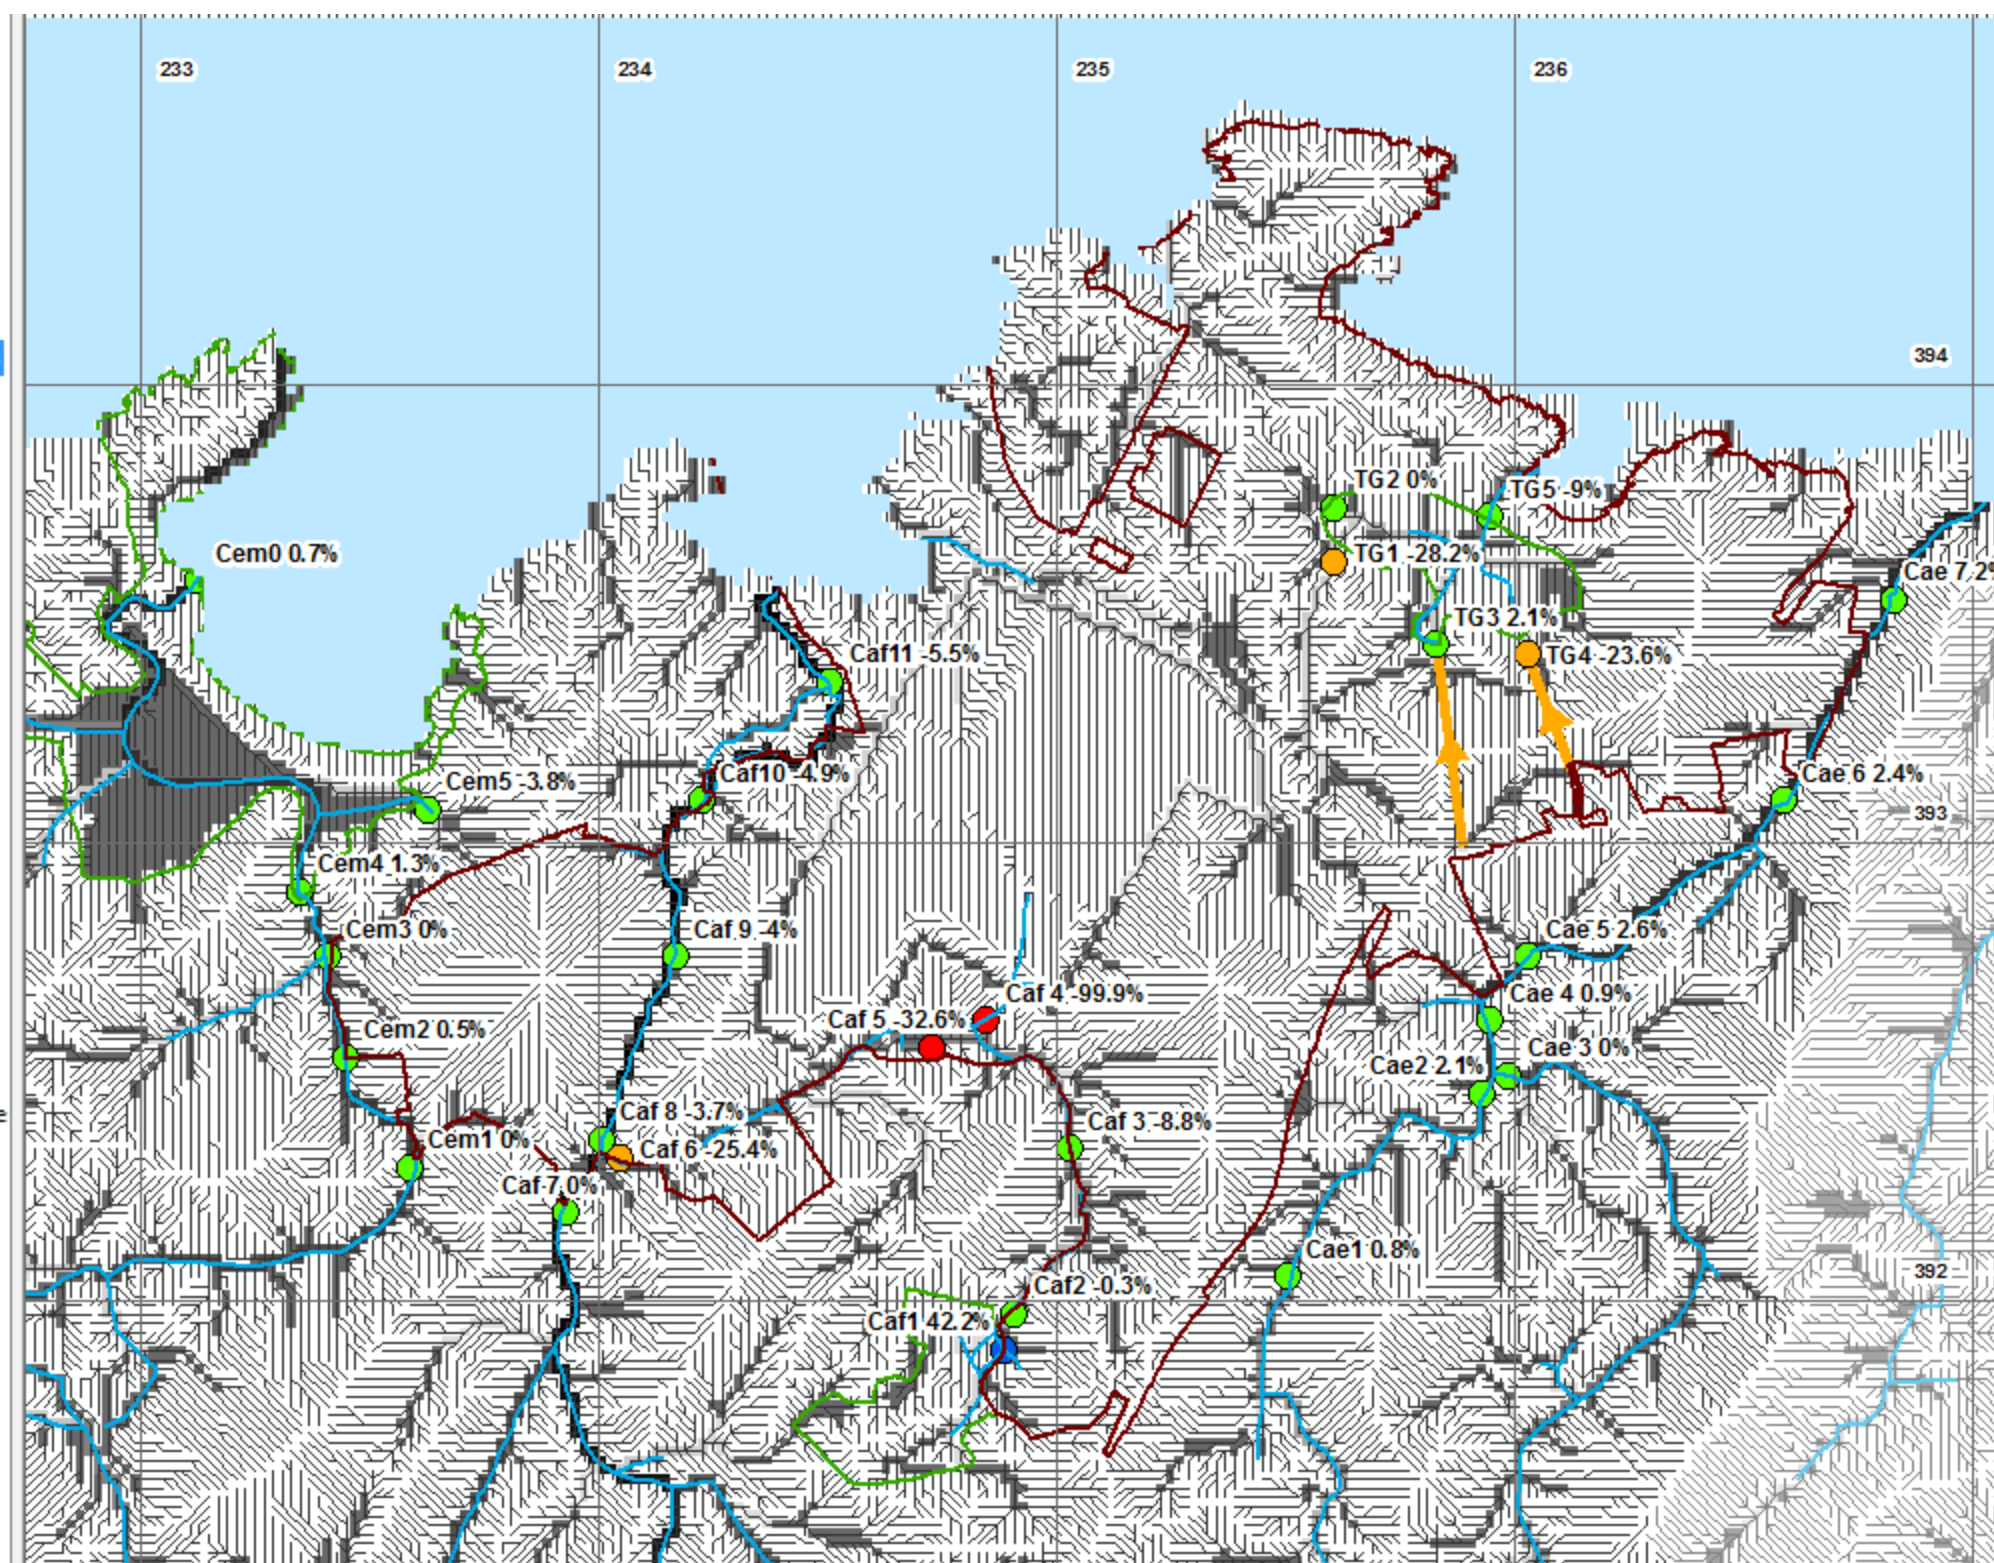 233
234
235
236
394
TG2 0%
TG5 -9%
Cem0 0.7%
TG1 -28.2%
Cae 7 2%
TG3 2.1%
Caf11 -5.5%
TG4 -23.6%
Cem5 -3.8%
Caf10 -4.9%
Cae 6 2.4%
393
Cem4 1.3%
Cem3 0%
Caf 9 -4%
Cae 5 2.6%
Caf 4 -99.9%
Cae 4 0.9%
Caf 5 -32.6%
Cem2 0.5%
Cae 3 0%
Cae2 2.1%
Caf 8 -3.7%
Caf 3 -8.8%
Cem1 0%
Caf 6 -25.4%
Caf 7 0%
Cae1 0.8%
392
Caf2 -0.3%
Caf1 42.2%